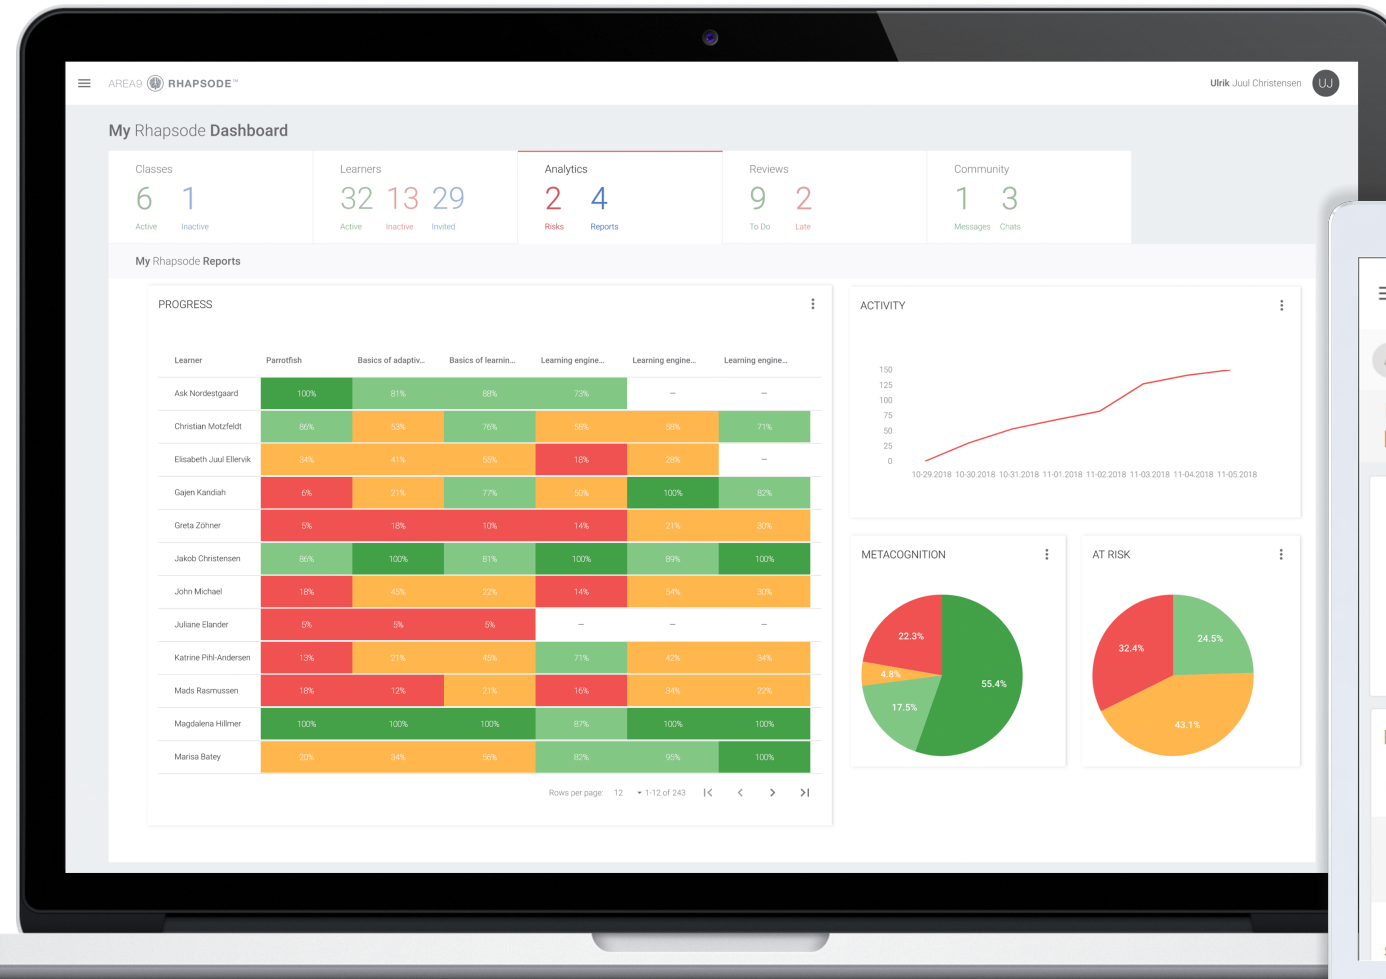 AREA9 RHAPSODE™
Ulrik Juul Christensen UJ
My Rhapsode Dashboard
Classes Learners Analytics Reviews Community
6 1 32 13 29 2 4 9 2 1 3
Active Inactive Active Inactive Invited Risks Reports To Do Late Messages Chats
My Rhapsode Reports
PROGRESS
Learner Parrotfish Basics of adaptiv... Basics of learnin... Learning engine... Learning engine... Learning engine...
Ask Nordestgaard 100% 81% 88% 73% – –
Christian Motzfeldt 86% 53% 76% 58% 58% 71%
Elisabeth Juul Ellervik 34% 41% 55% 18% 28% –
Gajen Kandiah 6% 21% 77% 50% 100% 82%
Greta Zöhner 5% 18% 10% 14% 21% 30%
Jakob Christensen 86% 100% 81% 100% 89% 100%
John Michael 18% 45% 22% 14% 54% 30%
Juliane Elander 5% 5% 5% – – –
Katrine Pihl-Andersen 13% 21% 45% 71% 42% 34%
Mads Rasmussen 18% 12% 21% 16% 34% 22%
Magdalena Hillmer 100% 100% 100% 87% 100% 100%
Marisa Batey 20% 34% 56% 82% 95% 100%
Rows per page: 12 1-12 of 243
ACTIVITY
150
125
100
75
50
25
0
10-29.2018 10-30.2018 10-31.2018 11-01.2018 11-02.2018 11-03.2018 11-04.2018 11-05.2018
METACOGNITION
22.3%
4.8%
17.5%
55.4%
AT RISK
32.4%
24.5%
43.1%